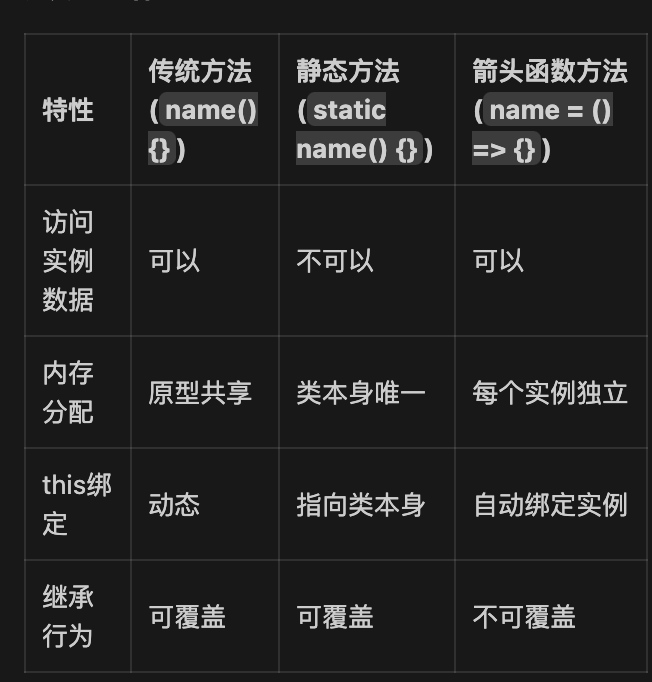 特性
传统方法
(name()
{})
静态方法
(static
name() {})
箭头函数方法
(name = ()
=> {})
访问
实例
数据
可以
不可以
可以
内存
分配
原型共享
类本身唯一
每个实例独立
this绑
定
动态
指向类本身
自动绑定实例
继承
行为
可覆盖
可覆盖
不可覆盖